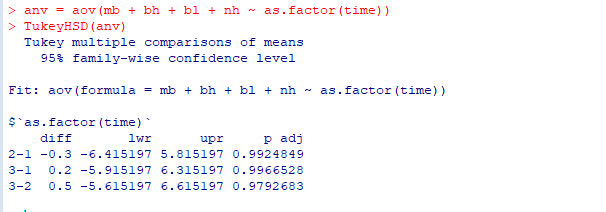 > anv = aov(mb + bh + bl + nh ~ as.factor(time))
> TukeyHSD(anv)
  Tukey multiple comparisons of means
    95% family-wise confidence level

Fit: aov(formula = mb + bh + bl + nh ~ as.factor(time))

$`as.factor(time)`
    diff       lwr      upr     p adj
2-1 -0.3 -6.415197 5.815197 0.9924849
3-1  0.2 -5.915197 6.315197 0.9966528
3-2  0.5 -5.615197 6.615197 0.9792683